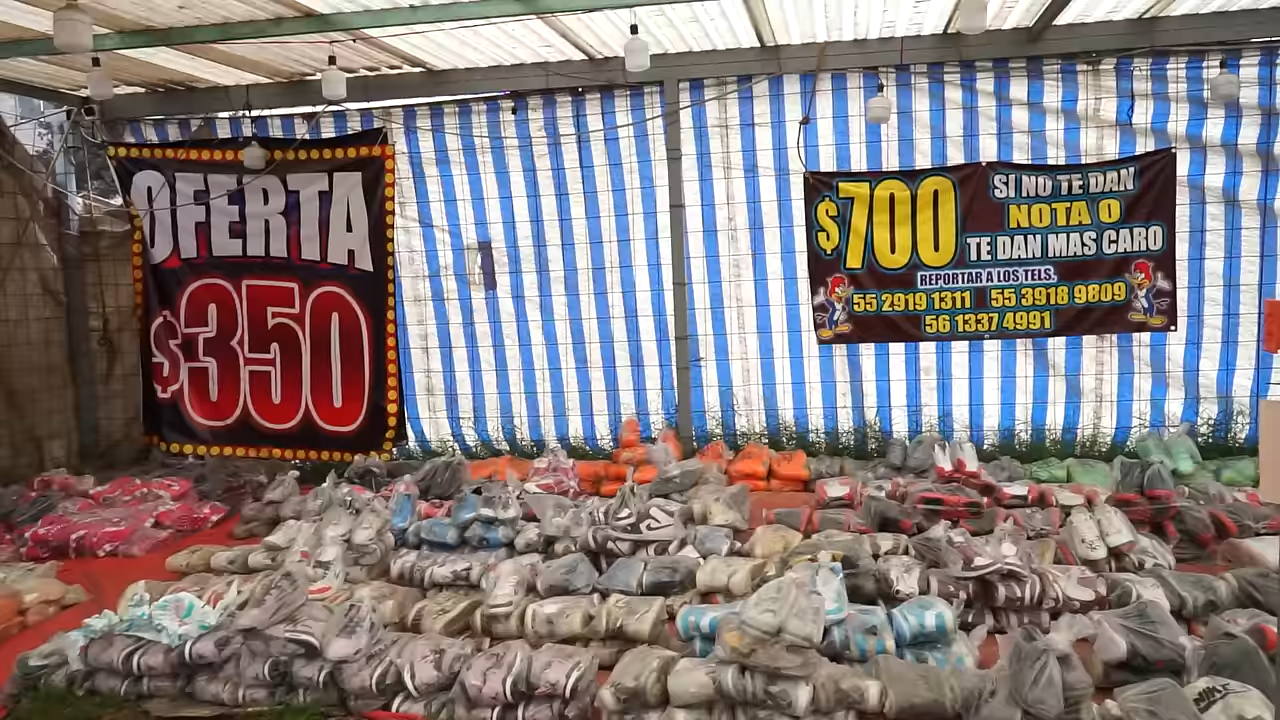 OFERTA
$350
$700
SI NO TE DAN
NOTA O
TE DAN MAS CARO
REPORTAR A LOS TELS.
55 2919 1311 55 3918 9809
56 1337 4991